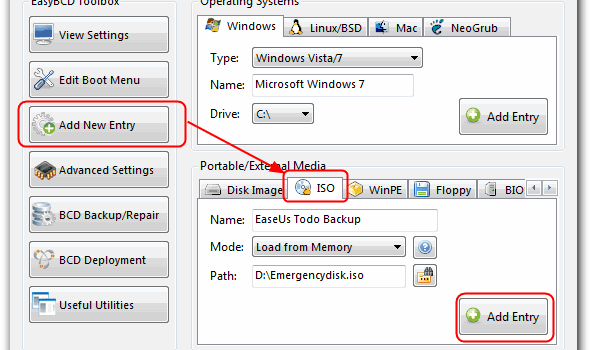 EasyBCD Toolbox
View Settings
Edit Boot Menu
Add New Entry
Advanced Settings
BCD Backup/Repair
BCD Deployment
Useful Utilities
Operating Systems
Windows
Linux/BSD
Mac
NeoGrub
Type:
Windows Vista/7
Name:
Microsoft Windows 7
Drive:
C:\
Add Entry
Portable/External Media
Disk Image
ISO
WinPE
Floppy
BIO
Name:
EaseUs Todo Backup
Mode:
Load from Memory
Path:
D:\Emergencydisk.iso
Add Entry